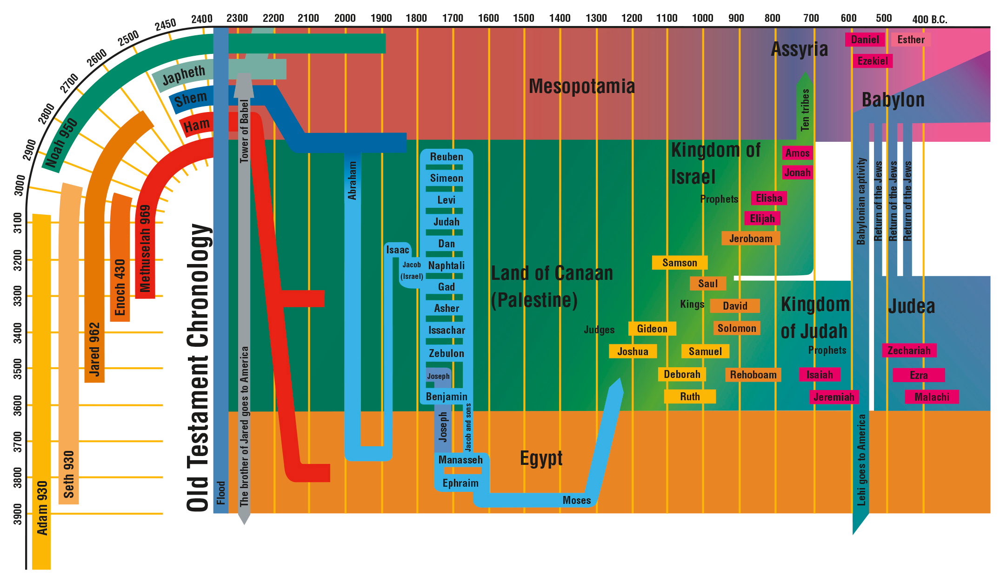 2400 2300 2200 2100 2000 1900 1800 1700 1600 1500 1400 1300 1200 1100 1000 900 800 700 600 500 400 B.C.
2450
2500
2600
2700
2800
2900
3000
3100
3200
3300
3400
3500
3600
3700
3800
3900
Adam 930
Seth 930
Jared 962
Enoch 430
Methuselah 969
Noah 950
Japheth
Shem
Ham
Old Testament Chronology
Flood
Tower of Babel
The brother of Jared goes to America
Abraham
Isaac
Jacob
(Israel)
Reuben
Simeon
Levi
Judah
Dan
Naphtali
Gad
Asher
Issachar
Zebulon
Joseph
Benjamin
Joseph
Jacob and sons
Manasseh
Ephraim
Moses
Mesopotamia
Land of Canaan
(Palestine)
Egypt
Assyria
Ten tribes
Kingdom of
Israel
Amos
Jonah
Prophets
Elisha
Elijah
Jeroboam
Samson
Saul
Kings
David
Solomon
Judges
Gideon
Joshua
Samuel
Deborah
Rehoboam
Ruth
Kingdom
of Judah
Prophets
Isaiah
Jeremiah
Daniel
Esther
Ezekiel
Babylon
Babylonian captivity
Return of the Jews
Return of the Jews
Return of the Jews
Judea
Zechariah
Ezra
Malachi
Lehi goes to America